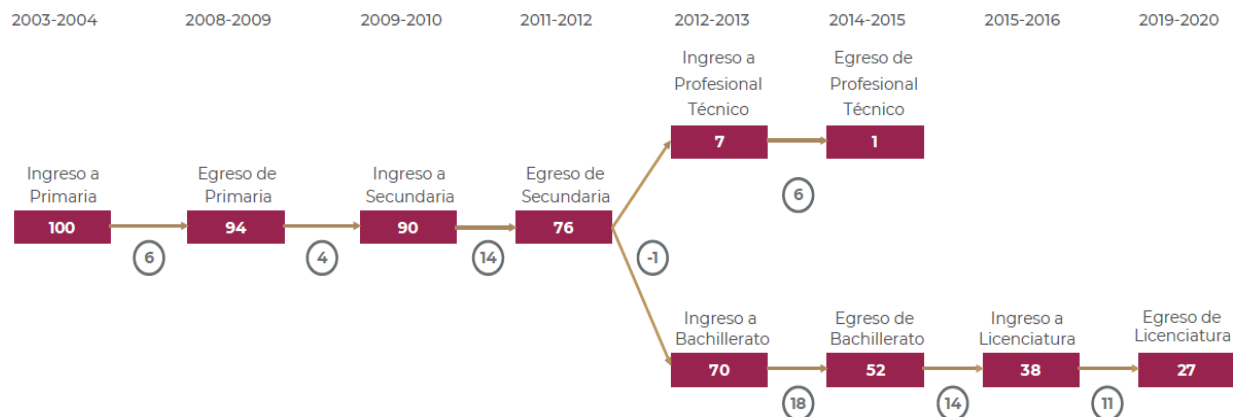 2003-2004 2008-2009 2009-2010 2011-2012 2012-2013 2014-2015 2015-2016 2019-2020
Ingreso a
Profesional
Técnico
7
Egreso de
Profesional
Técnico
1
6
Ingreso a
Primaria
100
6
Egreso de
Primaria
94
4
Ingreso a
Secundaria
90
14
Egreso de
Secundaria
76
-1
Ingreso a
Bachillerato
70
18
Egreso de
Bachillerato
52
14
Ingreso a
Licenciatura
38
11
Egreso de
Licenciatura
27